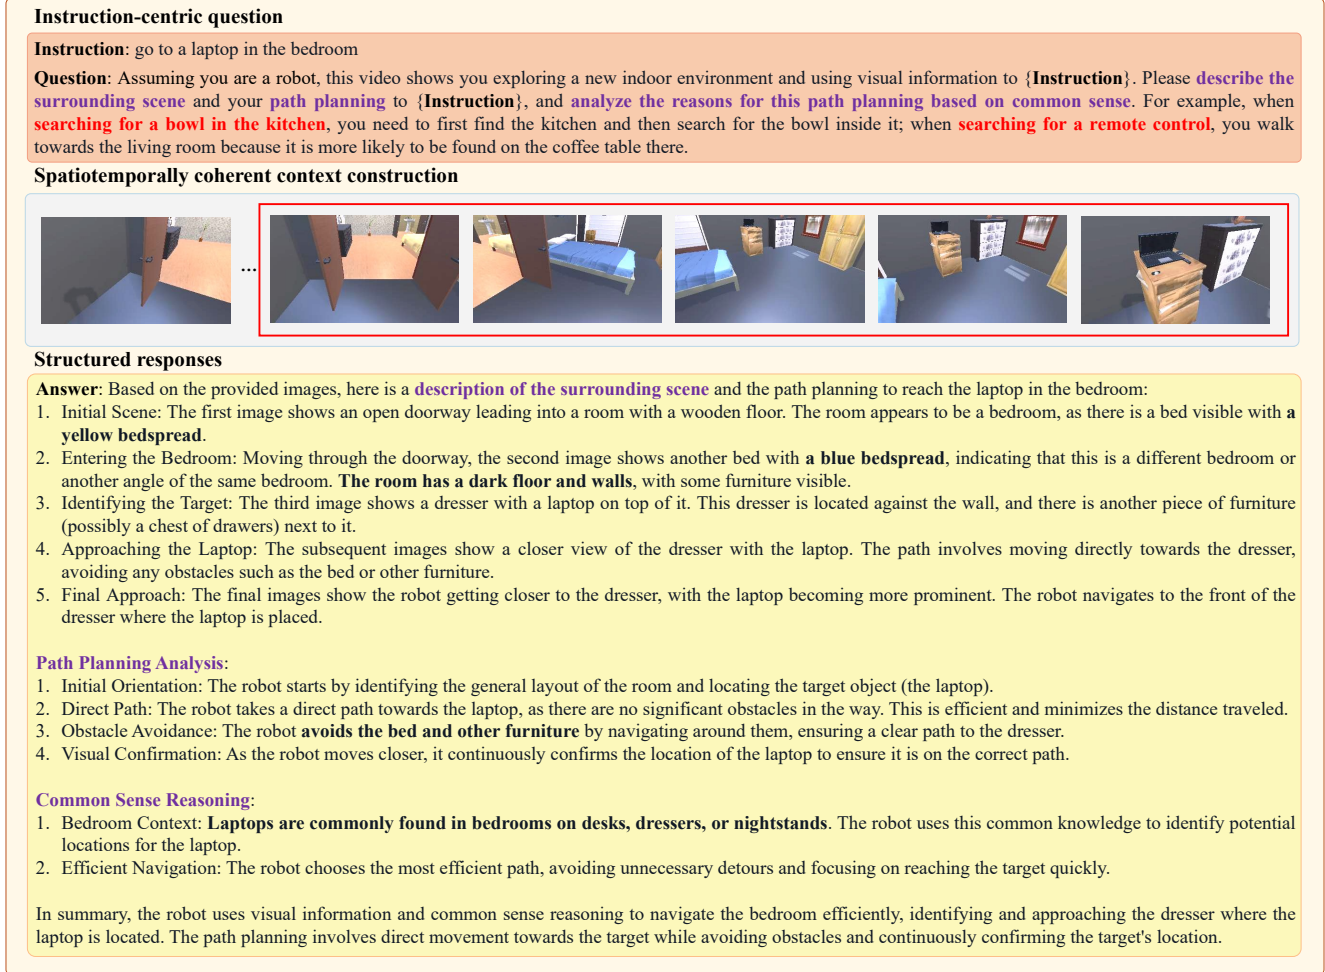 Instruction-centric question
Instruction: go to a laptop in the bedroom
Question: Assuming you are a robot, this video shows you exploring a new indoor environment and using visual information to {Instruction}. Please describe the
surrounding scene and your path planning to {Instruction}, and analyze the reasons for this path planning based on common sense. For example, when
searching for a bowl in the kitchen, you need to first find the kitchen and then search for the bowl inside it; when searching for a remote control, you walk
towards the living room because it is more likely to be found on the coffee table there.
Spatiotemporally coherent context construction
...
Structured responses
Answer: Based on the provided images, here is a description of the surrounding scene and the path planning to reach the laptop in the bedroom:
1. Initial Scene: The first image shows an open doorway leading into a room with a wooden floor. The room appears to be a bedroom, as there is a bed visible with a
yellow bedspread.
2. Entering the Bedroom: Moving through the doorway, the second image shows another bed with a blue bedspread, indicating that this is a different bedroom or
another angle of the same bedroom. The room has a dark floor and walls, with some furniture visible.
3. Identifying the Target: The third image shows a dresser with a laptop on top of it. This dresser is located against the wall, and there is another piece of furniture
(possibly a chest of drawers) next to it.
4. Approaching the Laptop: The subsequent images show a closer view of the dresser with the laptop. The path involves moving directly towards the dresser,
avoiding any obstacles such as the bed or other furniture.
5. Final Approach: The final images show the robot getting closer to the dresser, with the laptop becoming more prominent. The robot navigates to the front of the
dresser where the laptop is placed.
Path Planning Analysis:
1. Initial Orientation: The robot starts by identifying the general layout of the room and locating the target object (the laptop).
2. Direct Path: The robot takes a direct path towards the laptop, as there are no significant obstacles in the way. This is efficient and minimizes the distance traveled.
3. Obstacle Avoidance: The robot avoids the bed and other furniture by navigating around them, ensuring a clear path to the dresser.
4. Visual Confirmation: As the robot moves closer, it continuously confirms the location of the laptop to ensure it is on the correct path.
Common Sense Reasoning:
1. Bedroom Context: Laptops are commonly found in bedrooms on desks, dressers, or nightstands. The robot uses this common knowledge to identify potential
locations for the laptop.
2. Efficient Navigation: The robot chooses the most efficient path, avoiding unnecessary detours and focusing on reaching the target quickly.
In summary, the robot uses visual information and common sense reasoning to navigate the bedroom efficiently, identifying and approaching the dresser where the
laptop is located. The path planning involves direct movement towards the target while avoiding obstacles and continuously confirming the target's location.